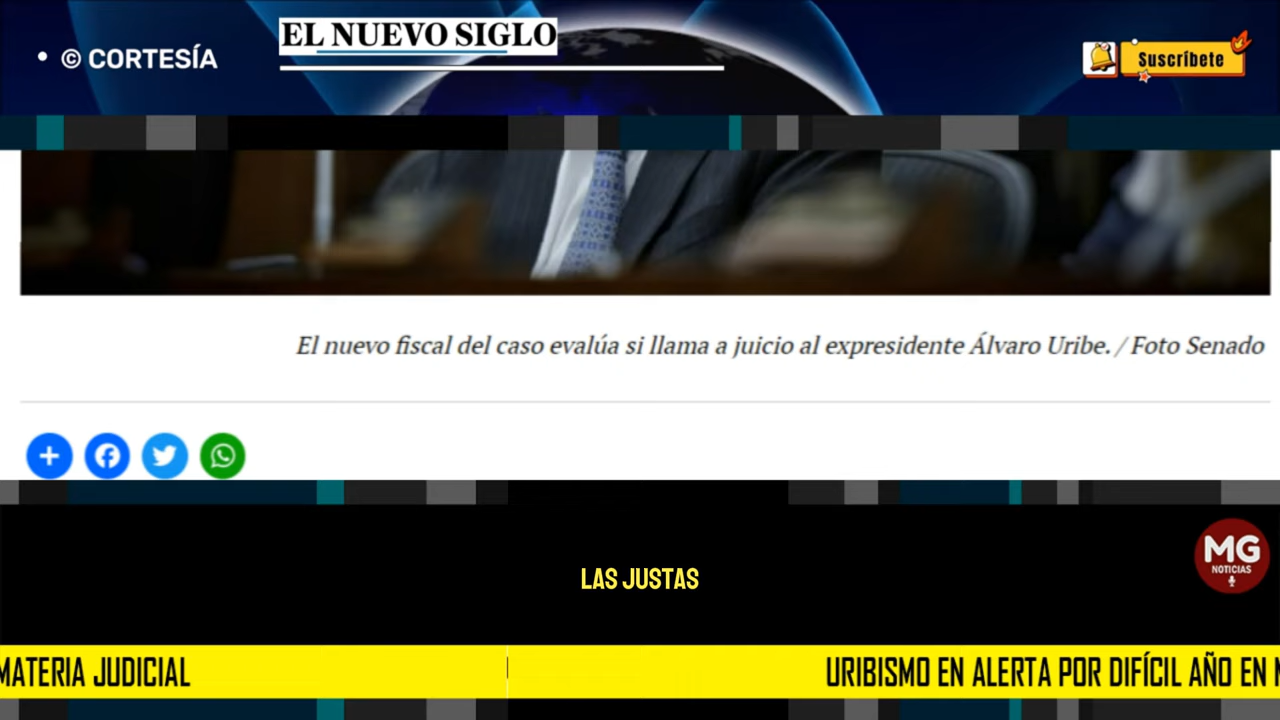 EL NUEVO SIGLO
• © CORTESÍA
Suscríbete
El nuevo fiscal del caso evalúa si llama a juicio al expresidente Álvaro Uribe. / Foto Senado
MG
NOTICIAS
LAS JUSTAS
MATERIA JUDICIAL
URIBISMO EN ALERTA POR DIFÍCIL AÑO EN